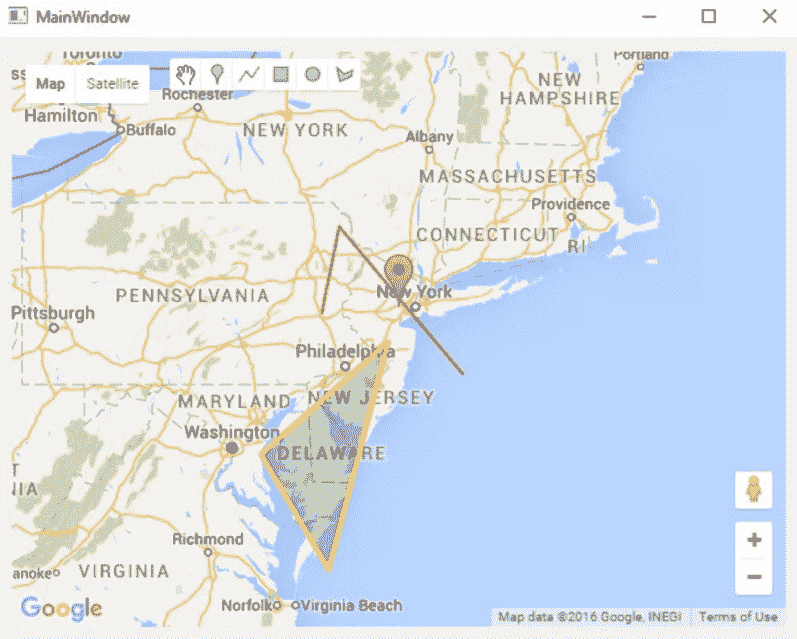 MainWindow
Toronto
Portland
Map
Satellite
NEW
HAMPSHIRE
Rochester
Hamilton
Buffalo
NEW YORK
Albany
MASSACHUSETTS
Providence
CONNECTICUT
RI
PENNSYLVANIA
New York
Pittsburgh
Philadelphia
MARYLAND
NEW JERSEY
Washington
DELAWARE
NIA
Richmond
anoke
VIRGINIA
Google
Norfolk
Virginia Beach
Map data ©2016 Google, INEGI
Terms of Use